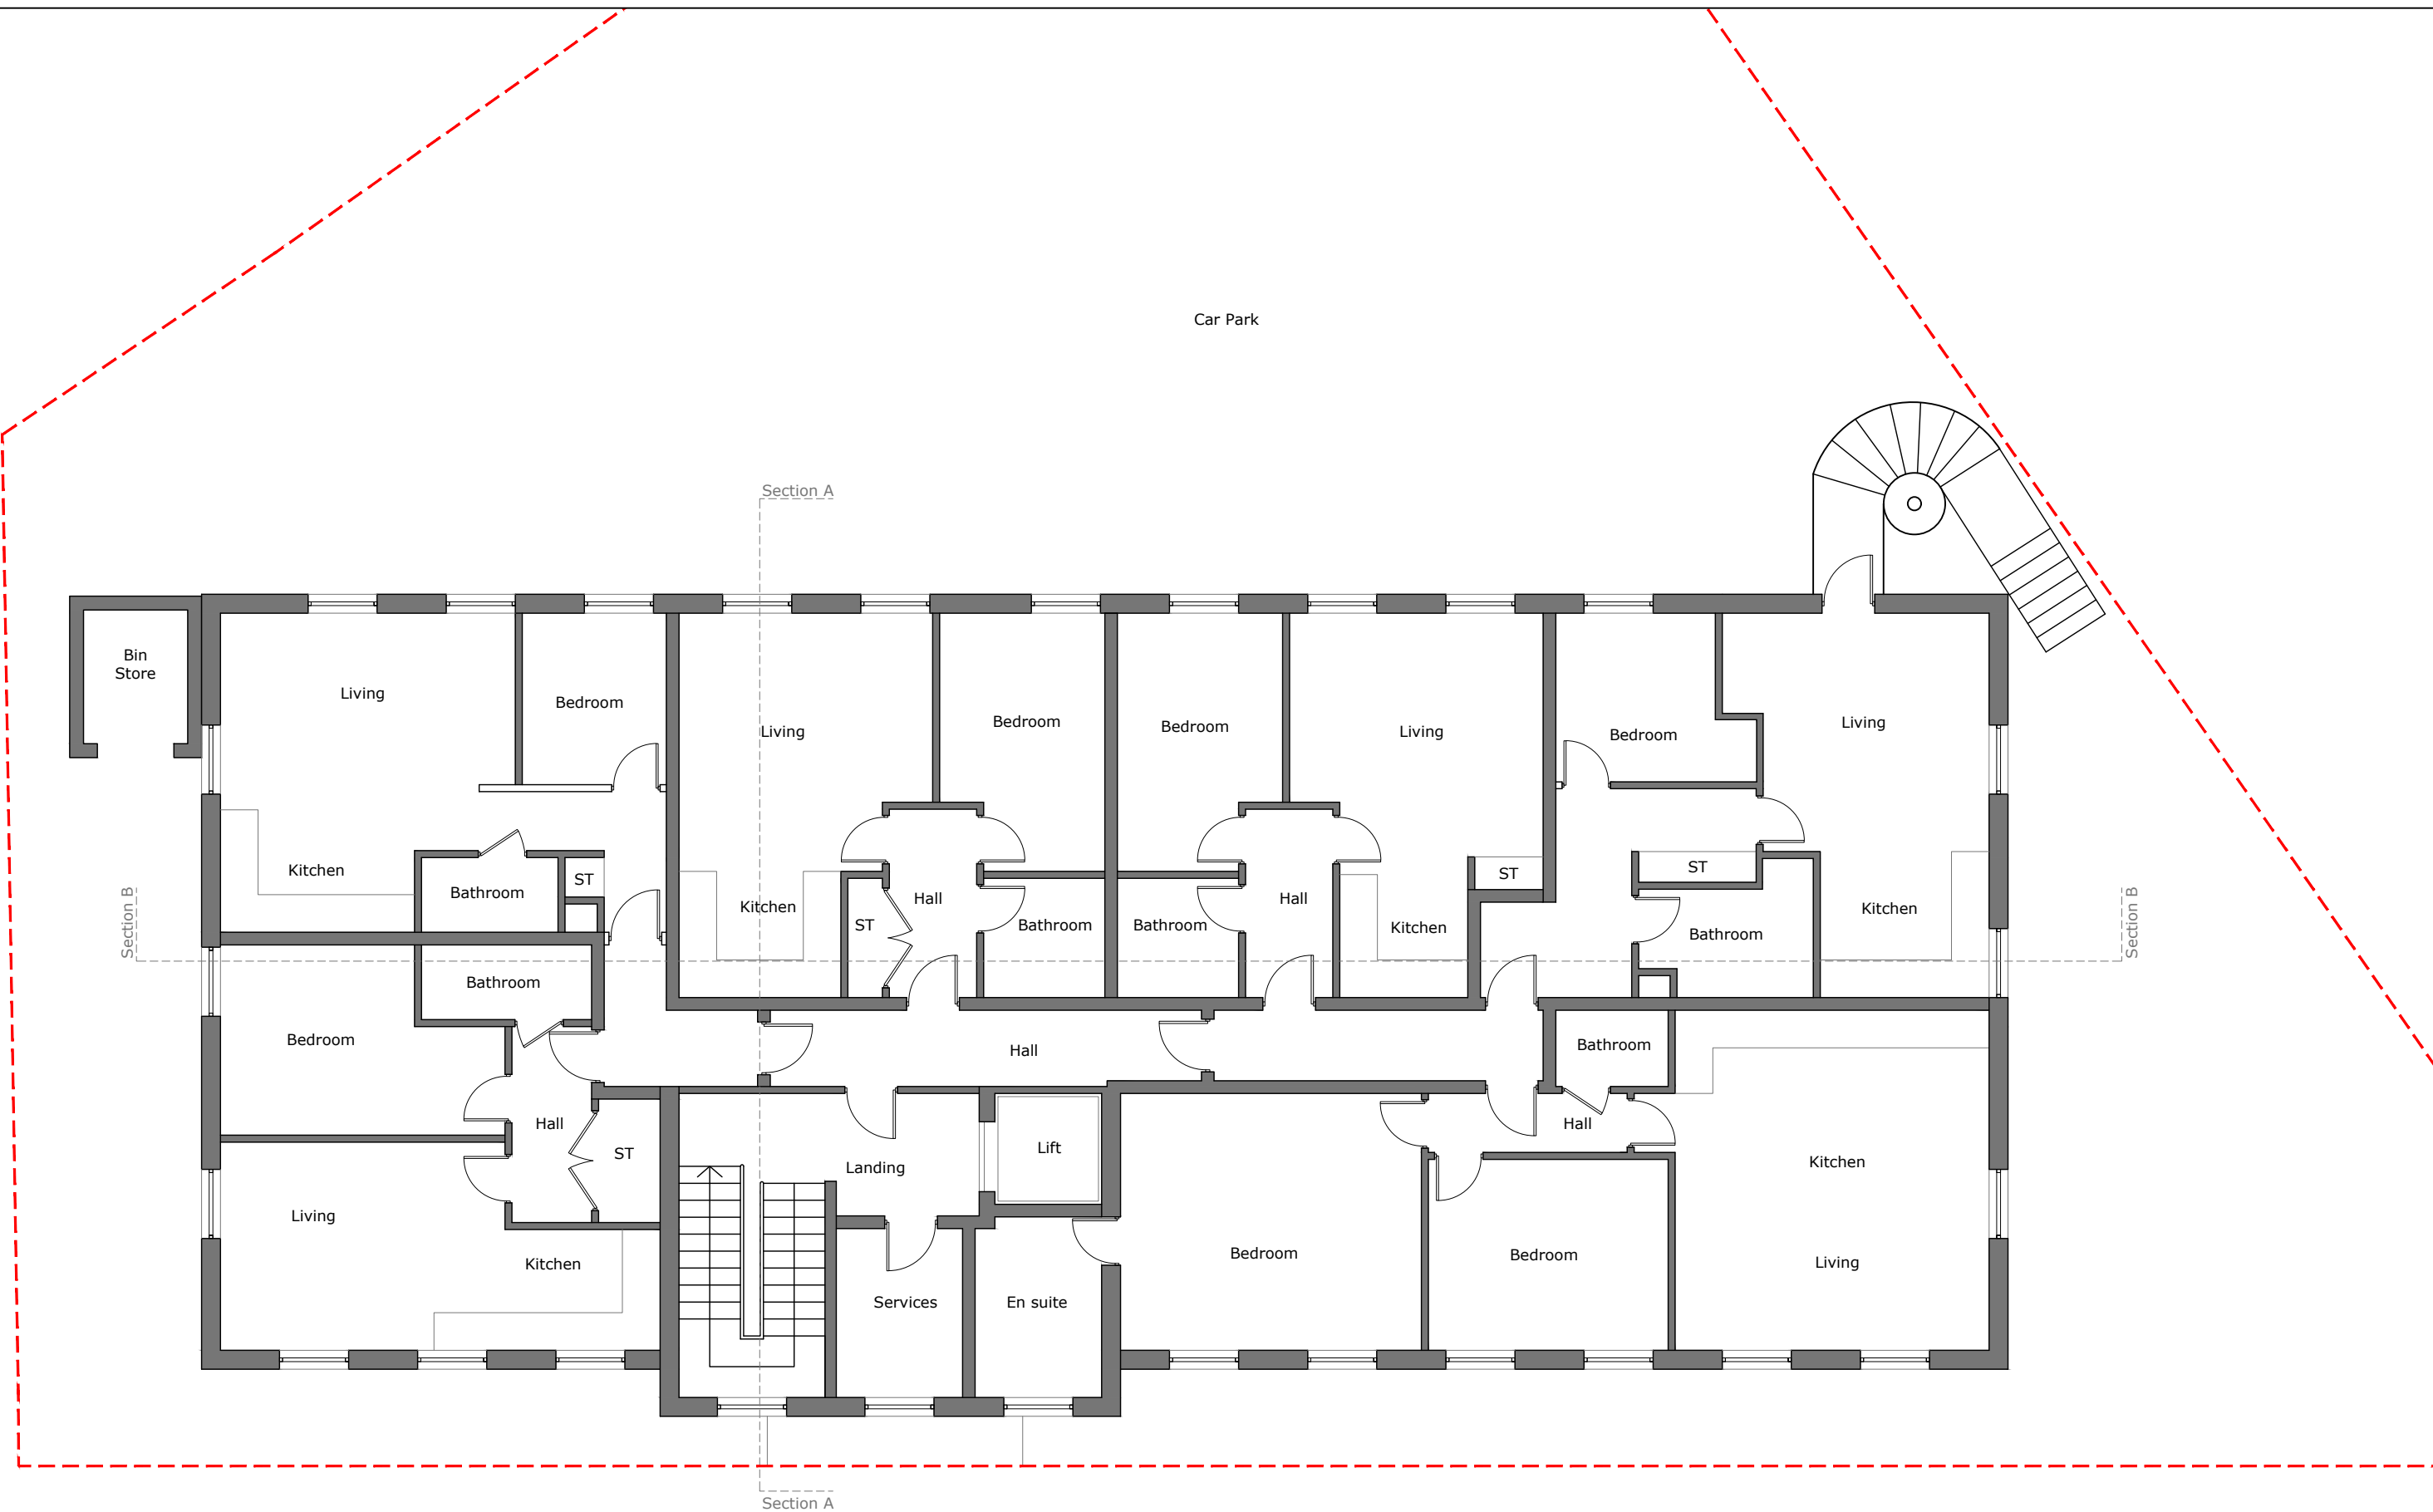 Car Park
Section A
Bin
Store
Living
Bedroom
Living
Bedroom
Bedroom
Living
Bedroom
Living
Kitchen
Bathroom
ST
Kitchen
ST
Hall
Bathroom
Bathroom
Hall
Kitchen
ST
ST
Bathroom
Kitchen
Section B
Section B
Bathroom
Bedroom
Hall
Bathroom
Hall
ST
Landing
Lift
Hall
Kitchen
Living
Kitchen
Services
En suite
Bedroom
Bedroom
Living
Section A